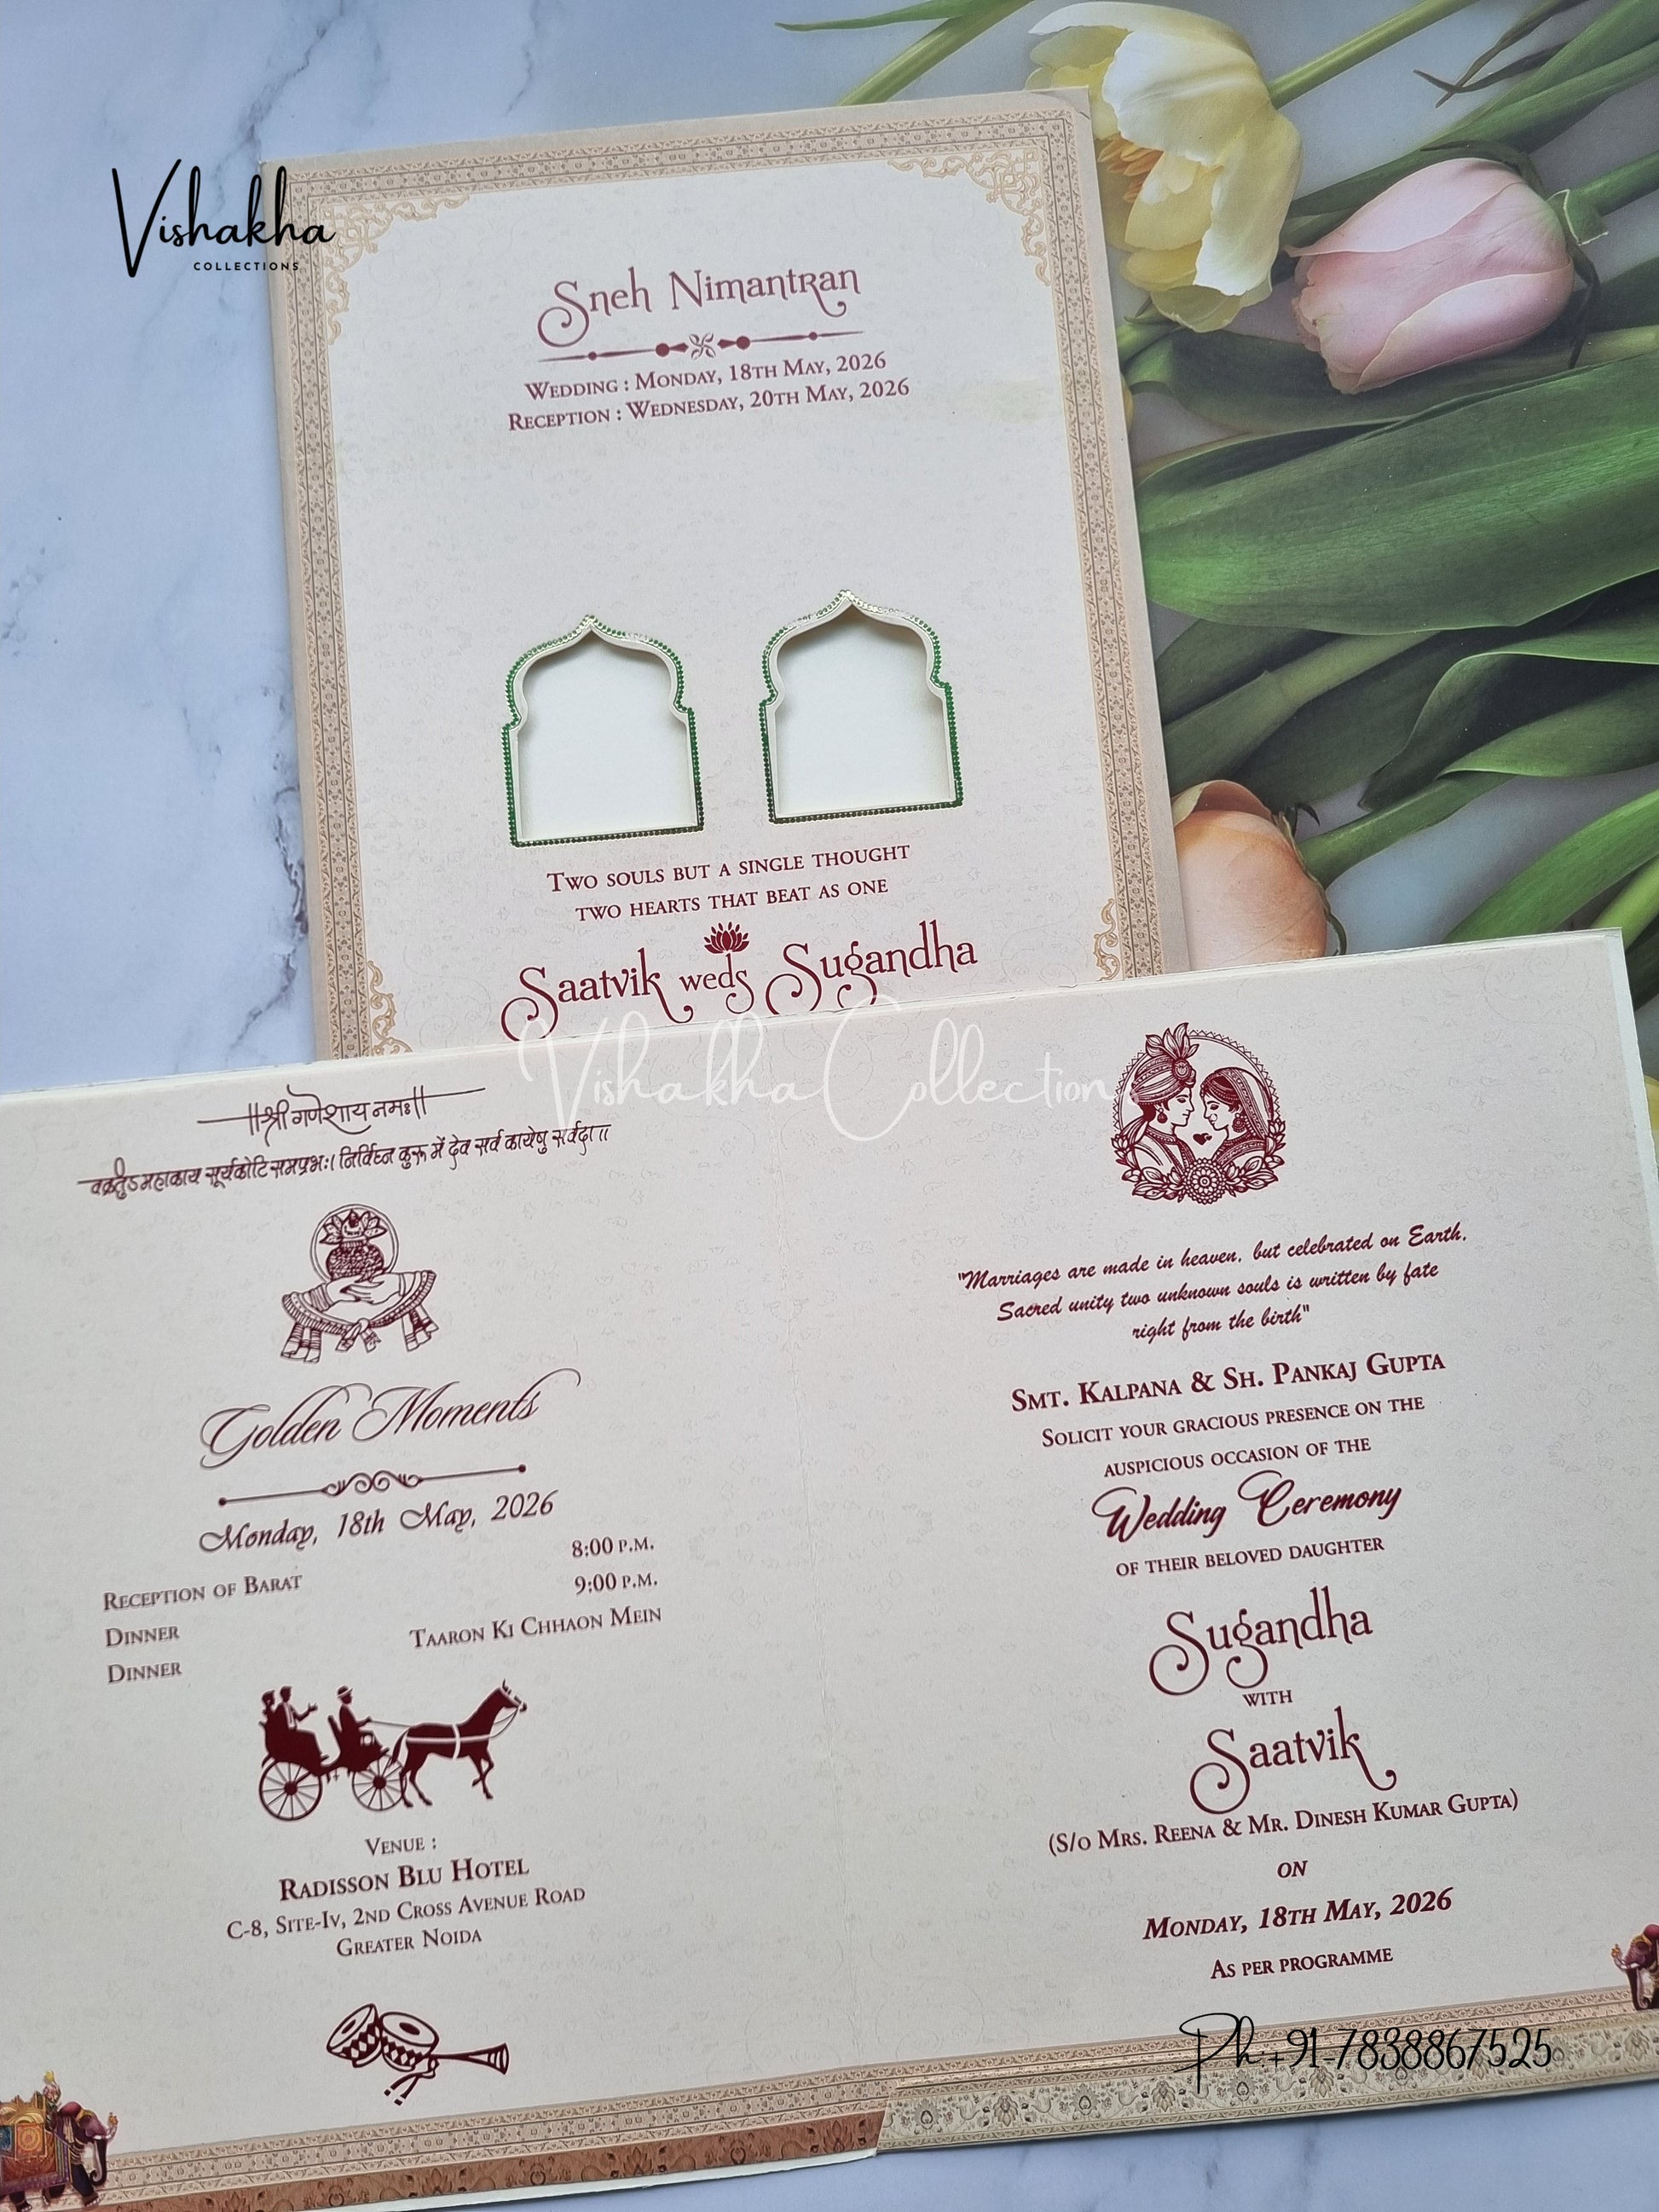 Vishakha
COLLECTIONS
Sneh Nimantran
WEDDING : MONDAY, 18TH MAY, 2026
RECEPTION : WEDNESDAY, 20TH MAY, 2026
TWO SOULS BUT A SINGLE THOUGHT
TWO HEARTS THAT BEAT AS ONE
Saatvik weds Sugandha
Vishakha Collections
||श्री गणेशाय नमः||
वक्रतुण्ड महाकाय सूर्यकोटि समप्रभः। निर्विघ्न कुरू में देव सर्व कार्येषु सर्वदा॥
Golden Moments
Monday, 18th May, 2026
RECEPTION OF BARAT 8:00 P.M.
DINNER 9:00 P.M.
DINNER TAARON KI CHHAON MEIN
VENUE :
RADISSON BLU HOTEL
C-8, SITE-IV, 2ND CROSS AVENUE ROAD
GREATER NOIDA
"Marriages are made in heaven, but celebrated on Earth,
Sacred unity two unknown souls is written by fate
right from the birth"
SMT. KALPANA & SH. PANKAJ GUPTA
SOLICIT YOUR GRACIOUS PRESENCE ON THE
AUSPICIOUS OCCASION OF THE
Wedding Ceremony
OF THEIR BELOVED DAUGHTER
Sugandha
WITH
Saatvik
(S/O MRS. REENA & MR. DINESH KUMAR GUPTA)
ON
MONDAY, 18TH MAY, 2026
AS PER PROGRAMME
Ph:+91-7838867525